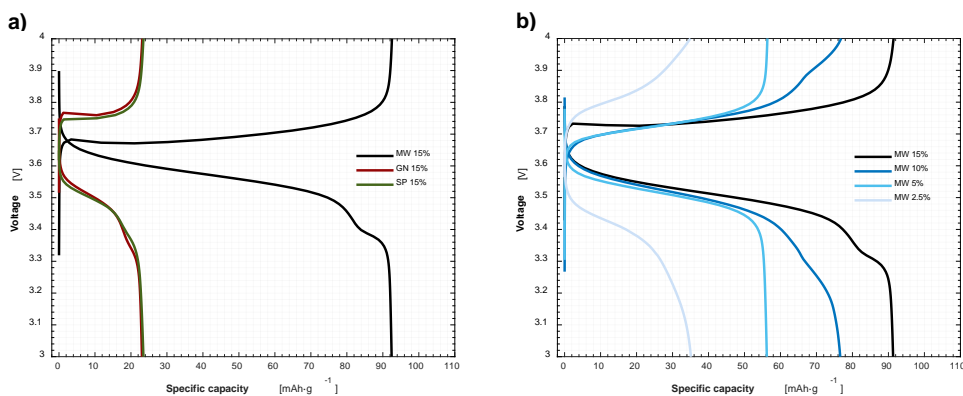 a)
4
3.9
3.8
3.7
3.6
3.5
3.4
3.3
3.2
3.1
3
Voltage [V]
MW 15%
GN 15%
SP 15%
0 10 20 30 40 50 60 70 80 90 100 110
Specific capacity [mAh·g−1]
b)
4
3.9
3.8
3.7
3.6
3.5
3.4
3.3
3.2
3.1
3
Voltage [V]
MW 15%
MW 10%
MW 5%
MW 2.5%
0 10 20 30 40 50 60 70 80 90 100 110
Specific capacity [mAh·g−1]